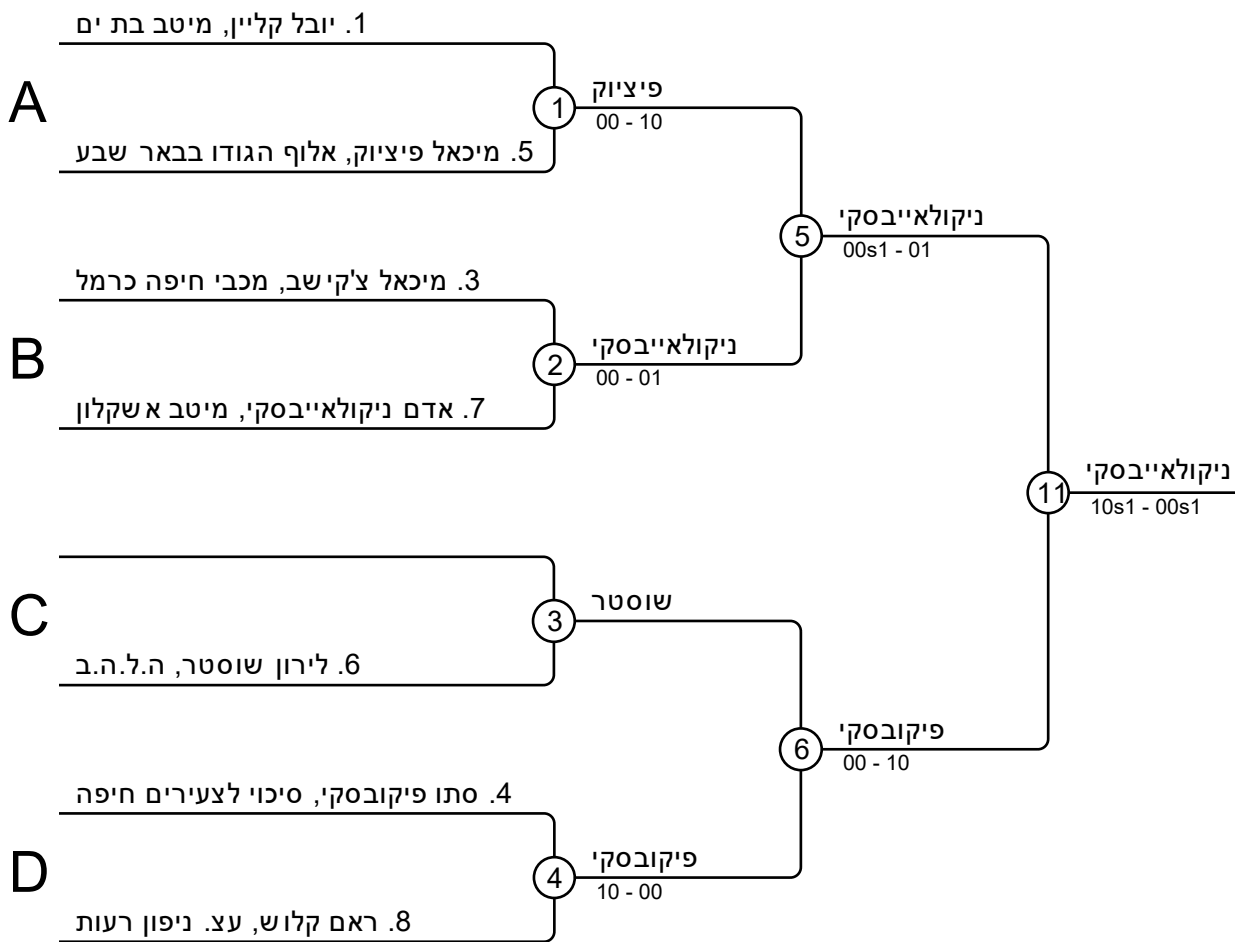 1. יובל קליין, מיטב בת ים
A
1
פיציוק
00 - 10
5. מיכאל פיציוק, אלוף הגודו בבאר שבע
5
ניקולאייבסקי
00s1 - 01
3. מיכאל צ'קישב, מכבי חיפה כרמל
B
2
ניקולאייבסקי
00 - 01
7. אדם ניקולאייבסקי, מיטב אשקלון
11
ניקולאייבסקי
10s1 - 00s1
C
3
שוסטר
6. לירון שוסטר, ה.ל.ה.ב
6
פיקובסקי
00 - 10
4. סתו פיקובסקי, סיכוי לצעירים חיפה
D
4
פיקובסקי
10 - 00
8. ראם קלוש, עצ. ניפון רעות